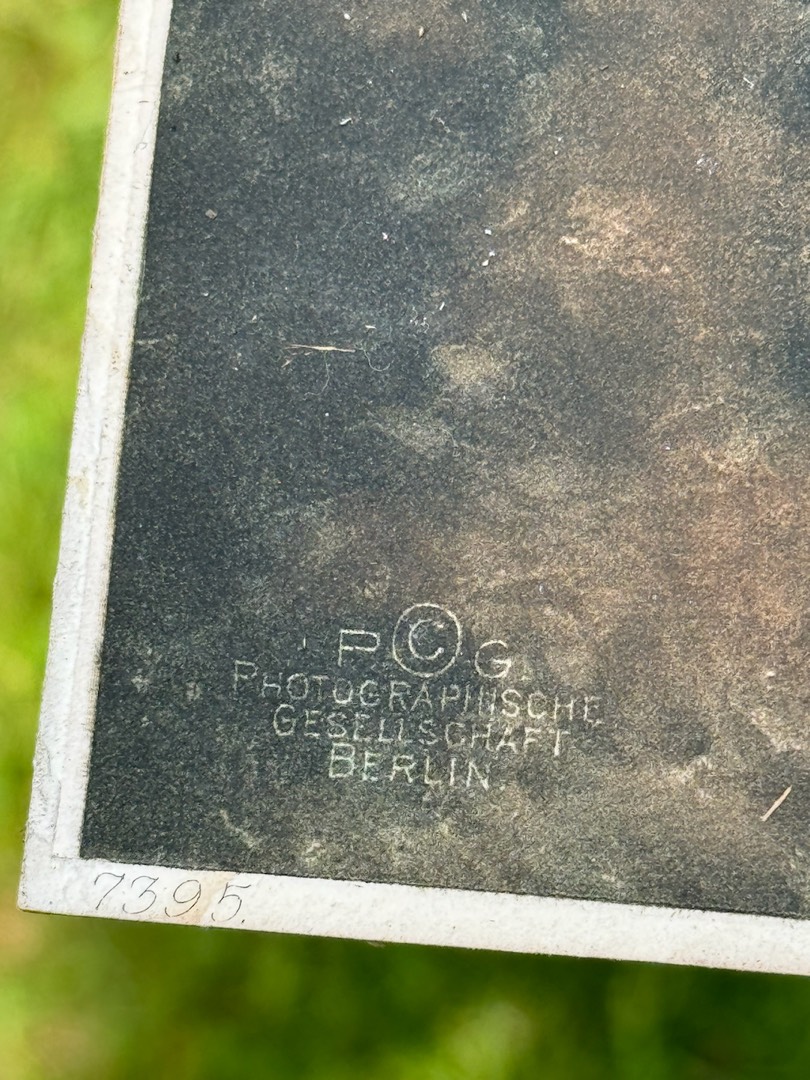 P © G.
PHOTOGRAPHISCHE
GESELLSCHAFT
BERLIN.
7395.